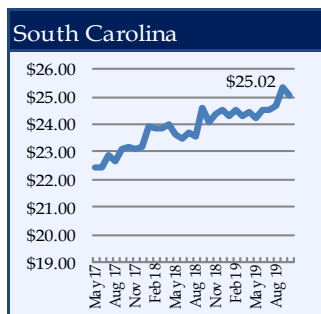 South Carolina
$26.00
$25.02
$25.00
$24.00
$23.00
$22.00
$21.00
$20.00
$19.00
May 17
Aug 17
Nov 17
Feb 18
May 18
Aug 18
Nov 18
Feb 19
May 19
Aug 19